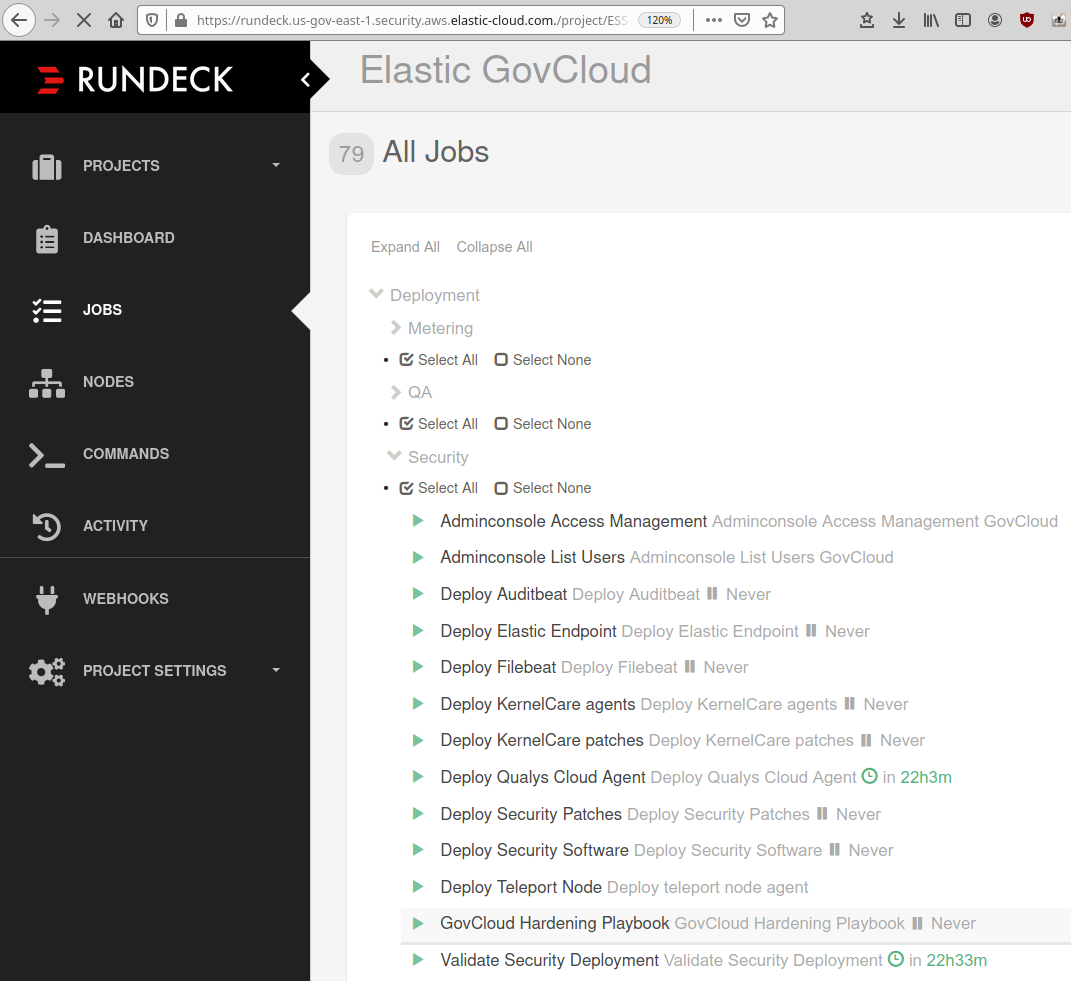 https://rundeck.us-gov-east-1.security.aws.elastic-cloud.com./project/ESS
120%
RUNDECK
Elastic GovCloud
PROJECTS
DASHBOARD
JOBS
NODES
COMMANDS
ACTIVITY
WEBHOOKS
PROJECT SETTINGS
79 All Jobs
Expand All Collapse All
Deployment
Metering
Select All Select None
QA
Select All Select None
Security
Select All Select None
Adminconsole Access Management Adminconsole Access Management GovCloud
Adminconsole List Users Adminconsole List Users GovCloud
Deploy Auditbeat Deploy Auditbeat Never
Deploy Elastic Endpoint Deploy Elastic Endpoint Never
Deploy Filebeat Deploy Filebeat Never
Deploy KernelCare agents Deploy KernelCare agents Never
Deploy KernelCare patches Deploy KernelCare patches Never
Deploy Qualys Cloud Agent Deploy Qualys Cloud Agent in 22h3m
Deploy Security Patches Deploy Security Patches Never
Deploy Security Software Deploy Security Software Never
Deploy Teleport Node Deploy teleport node agent
GovCloud Hardening Playbook GovCloud Hardening Playbook Never
Validate Security Deployment Validate Security Deployment in 22h33m